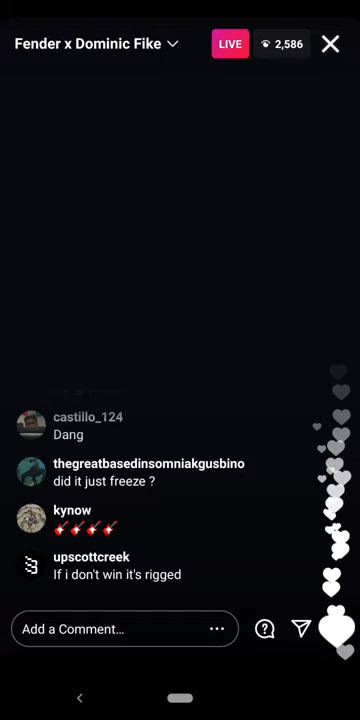 Fender x Dominic Fike
LIVE
2,586
castillo_124
Dang
thegreatbasedinsomniakgusbino
did it just freeze ?
kynow
🎸🎸🎸🎸
upscottcreek
If i don't win it's rigged
Add a Comment...